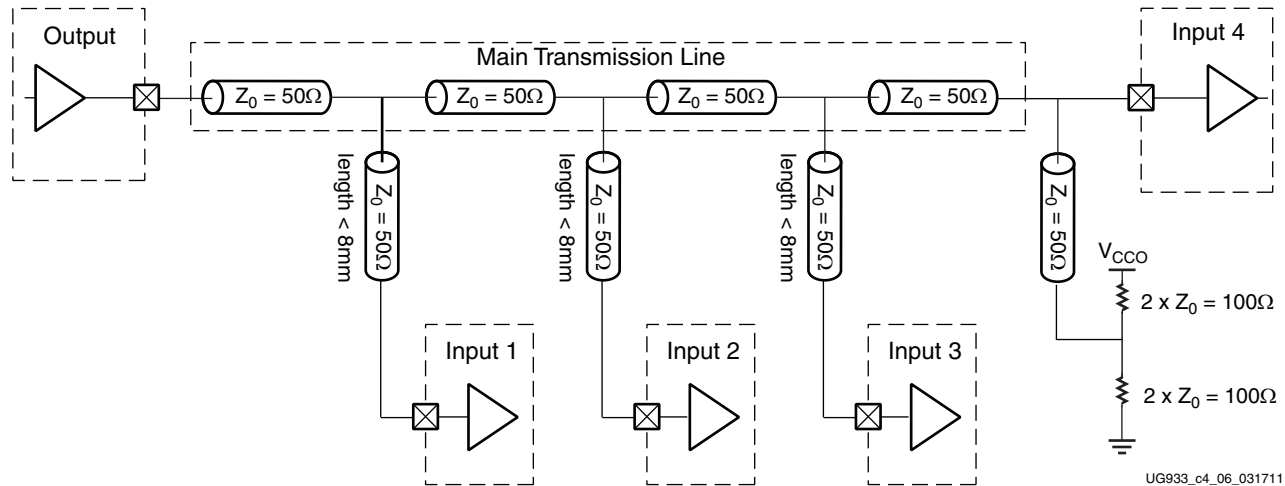 Output
Main Transmission Line
Input 4
Z0 = 50Ω
Z0 = 50Ω
Z0 = 50Ω
Z0 = 50Ω
length < 8mm
Z0 = 50Ω
length < 8mm
Z0 = 50Ω
length < 8mm
Z0 = 50Ω
Z0 = 50Ω
VCCO
2 x Z0 = 100Ω
2 x Z0 = 100Ω
Input 1
Input 2
Input 3
UG933_c4_06_031711